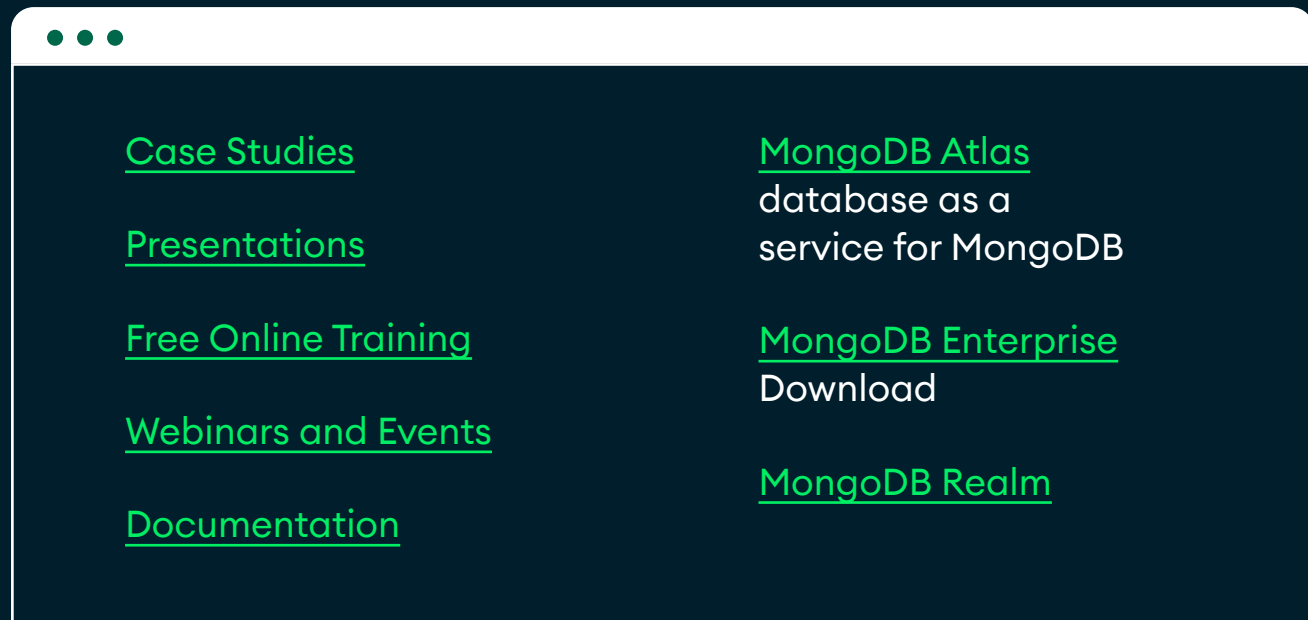 Case Studies
Presentations
Free Online Training
Webinars and Events
Documentation
MongoDB Atlas
database as a
service for MongoDB
MongoDB Enterprise
Download
MongoDB Realm